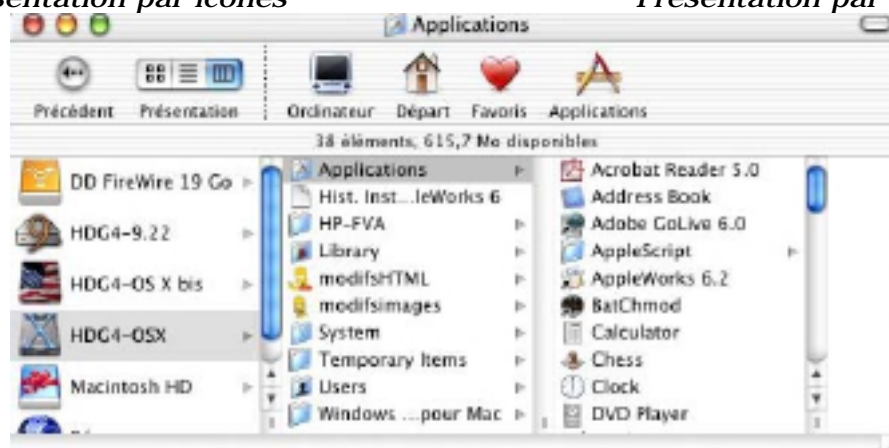 sentation par icônes
Présentation par
Applications
Précédent Présentation Ordinateur Départ Favoris Applications
38 éléments, 615,7 Mo disponibles
DD FireWire 19 Go
HDG4-9.22
HDG4-OS X bis
HDG4-OSX
Macintosh HD
Applications
Hist. Inst...leWorks 6
HP-FVA
Library
modifsHTML
modifsimages
System
Temporary Items
Users
Windows ...pour Mac
Acrobat Reader 5.0
Address Book
Adobe GoLive 6.0
AppleScript
AppleWorks 6.2
BatChmod
Calculator
Chess
Clock
DVD Player